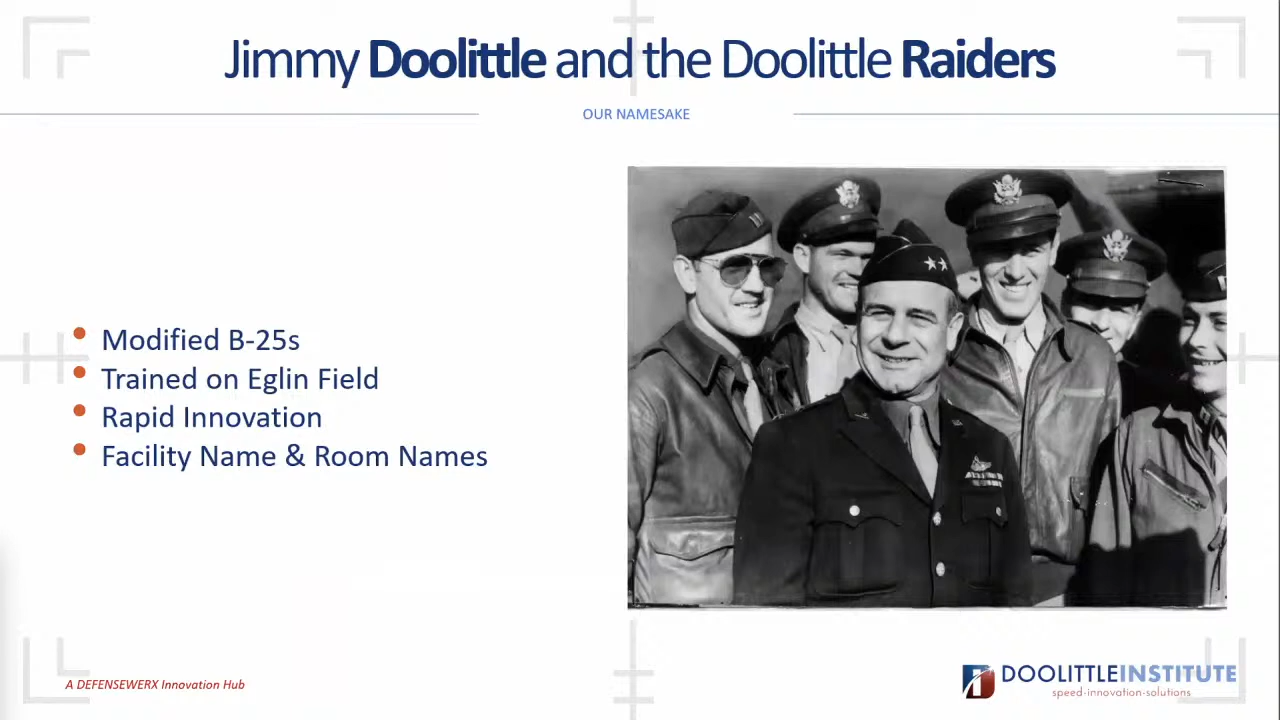 Jimmy Doolittle and the Doolittle Raiders
OUR NAMESAKE
Modified B-25s
Trained on Eglin Field
Rapid Innovation
Facility Name & Room Names
A DEFENSEWERX Innovation Hub
DOOLITTLEINSTITUTE
speed-innovation-solutions